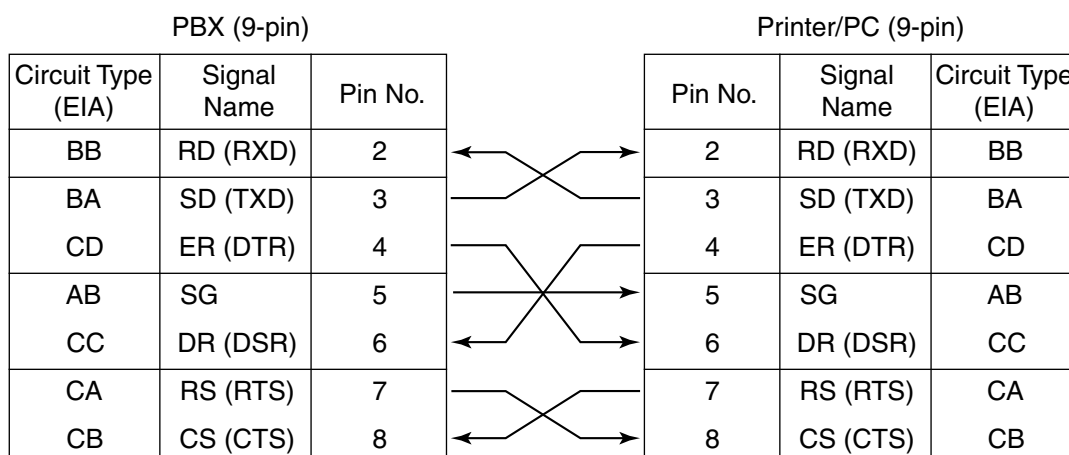 PBX (9-pin) Printer/PC (9-pin)
Circuit Type (EIA) Signal Name Pin No. Pin No. Signal Name Circuit Type (EIA)
BB RD (RXD) 2 2 RD (RXD) BB
BA SD (TXD) 3 3 SD (TXD) BA
CD ER (DTR) 4 4 ER (DTR) CD
AB SG 5 5 SG AB
CC DR (DSR) 6 6 DR (DSR) CC
CA RS (RTS) 7 7 RS (RTS) CA
CB CS (CTS) 8 8 CS (CTS) CB